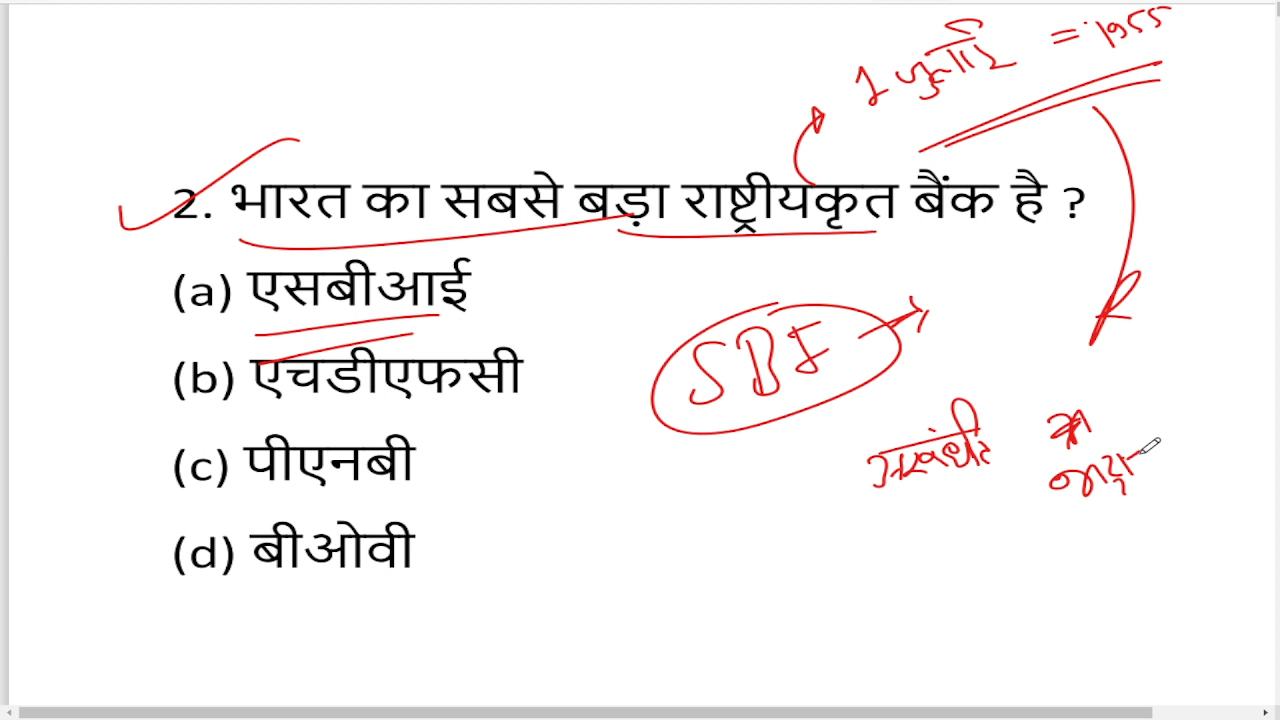 1 जुलाई = 1955
2. भारत का सबसे बड़ा राष्ट्रीयकृत बैंक है ?
(a) एसबीआई
SBI
(b) एचडीएफसी
(c) पीएनबी
(d) बीओवी